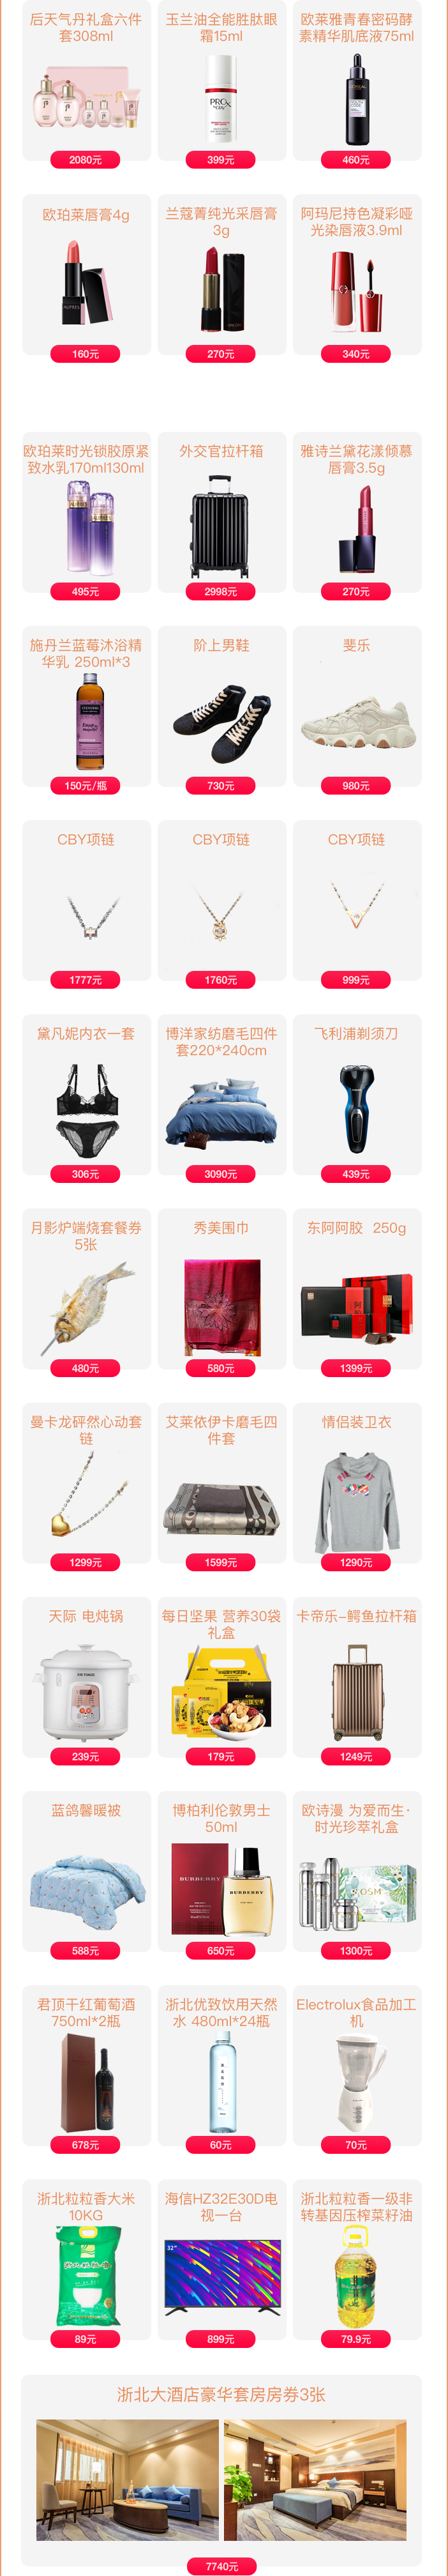 后天气丹礼盒六件
套308ml
2080元
玉兰油全能胜肽眼
霜15ml
PROX
by OLAY
399元
欧莱雅青春密码酵
素精华肌底液75ml
460元
欧珀莱唇膏4g
AUPRES
160元
兰蔻菁纯光采唇膏
3g
270元
阿玛尼持色凝彩哑
光染唇液3.9ml
340元
欧珀莱时光锁胶原紧
致水乳170ml130ml
495元
外交官拉杆箱
2998元
雅诗兰黛花漾倾慕
唇膏3.5g
270元
施丹兰蓝莓沐浴精
华乳 250ml*3
150元/瓶
阶上男鞋
730元
斐乐
980元
CBY项链
1777元
CBY项链
1760元
CBY项链
999元
黛凡妮内衣一套
306元
博洋家纺磨毛四件
套220*240cm
3090元
飞利浦剃须刀
439元
月影炉端烧套餐券
5张
480元
秀美围巾
580元
东阿阿胶 250g
1399元
曼卡龙砰然心动套
链
1299元
艾莱依伊卡磨毛四
件套
1599元
情侣装卫衣
1290元
天际 电炖锅
239元
每日坚果 营养30袋
礼盒
179元
卡帝乐-鳄鱼拉杆箱
1249元
蓝鸽馨暖被
588元
博柏利伦敦男士
50ml
BURBERRY
BURBERRY
650元
欧诗漫 为爱而生·
时光珍萃礼盒
OSM
1300元
君顶干红葡萄酒
750ml*2瓶
678元
浙北优致饮用天然
水 480ml*24瓶
60元
Electrolux食品加工
机
70元
浙北粒粒香大米
10KG
89元
海信HZ32E30D电
视一台
32"
899元
浙北粒粒香一级非
转基因压榨菜籽油
79.9元
浙北大酒店豪华套房房券3张
7740元